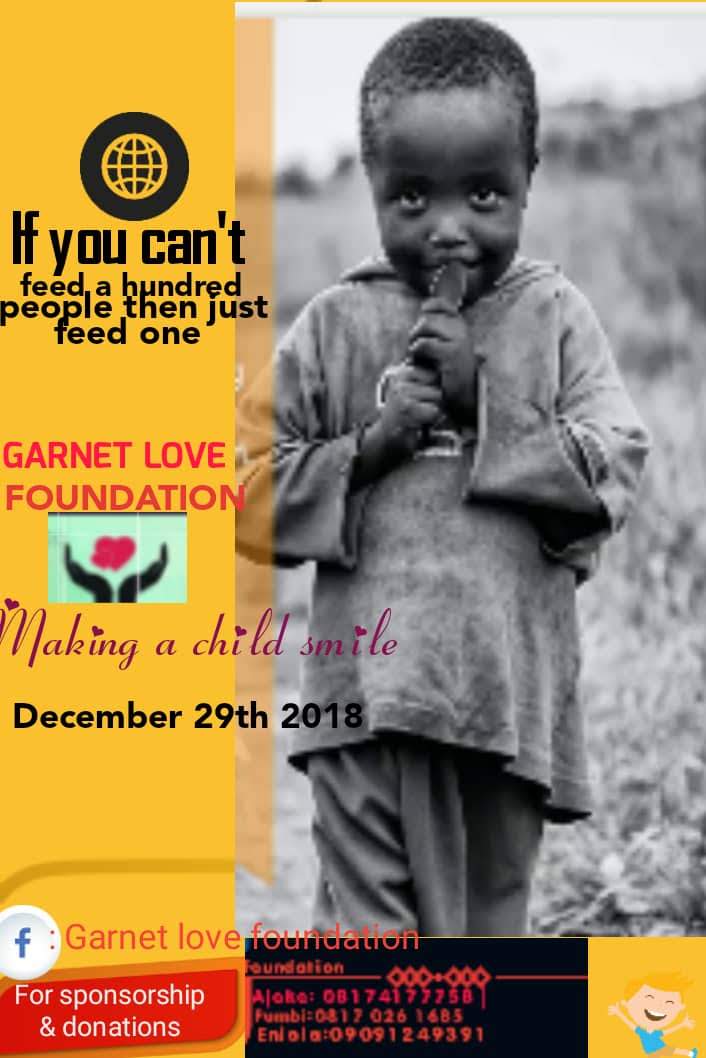 If you can't
feed a hundred
people then just
feed one
GARNET LOVE
FOUNDATION
Making a child smile
December 29th 2018
f : Garnet love foundation
For sponsorship
& donations
foundation
Ajoke: 08174177758
Fumbi: 0817 026 1685
Eniola: 09091249391